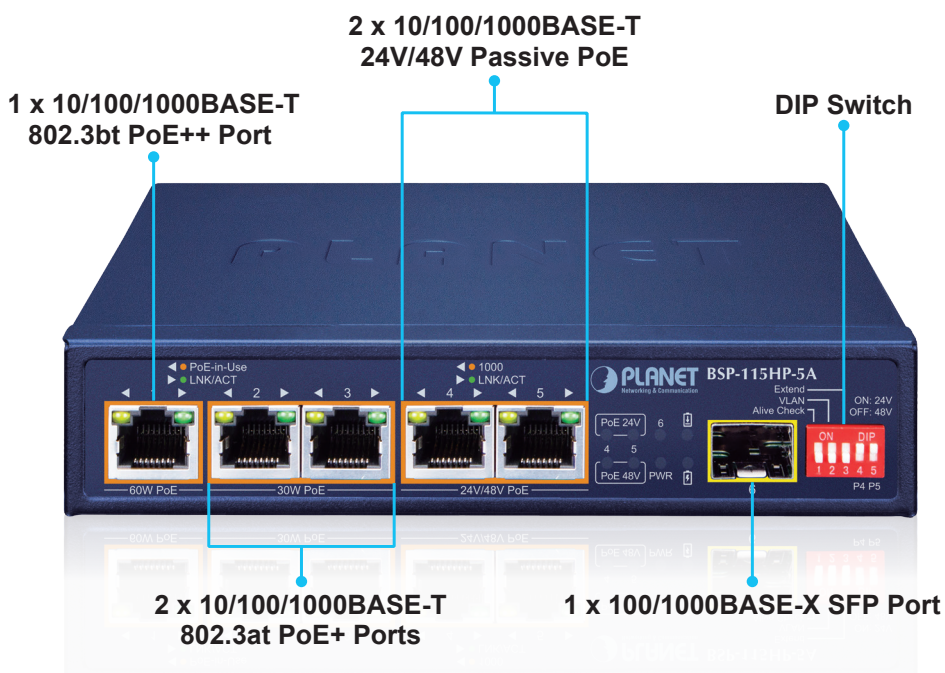 2 x 10/100/1000BASE-T
24V/48V Passive PoE
1 x 10/100/1000BASE-T
802.3bt PoE++ Port
DIP Switch
PLANET
PoE-in-Use
LNK/ACT
1000
LNK/ACT
1 2 3 4 5
PLANET
Networking & Communication
BSP-115HP-5A
Extend
VLAN
Alive Check
ON: 24V
OFF: 48V
PoE 24V 6
4 5
PoE 48V PWR
ON DIP
1 2 3 4 5
P4 P5
60W PoE
30W PoE
24V/48V PoE
6
2 x 10/100/1000BASE-T
802.3at PoE+ Ports
1 x 100/1000BASE-X SFP Port